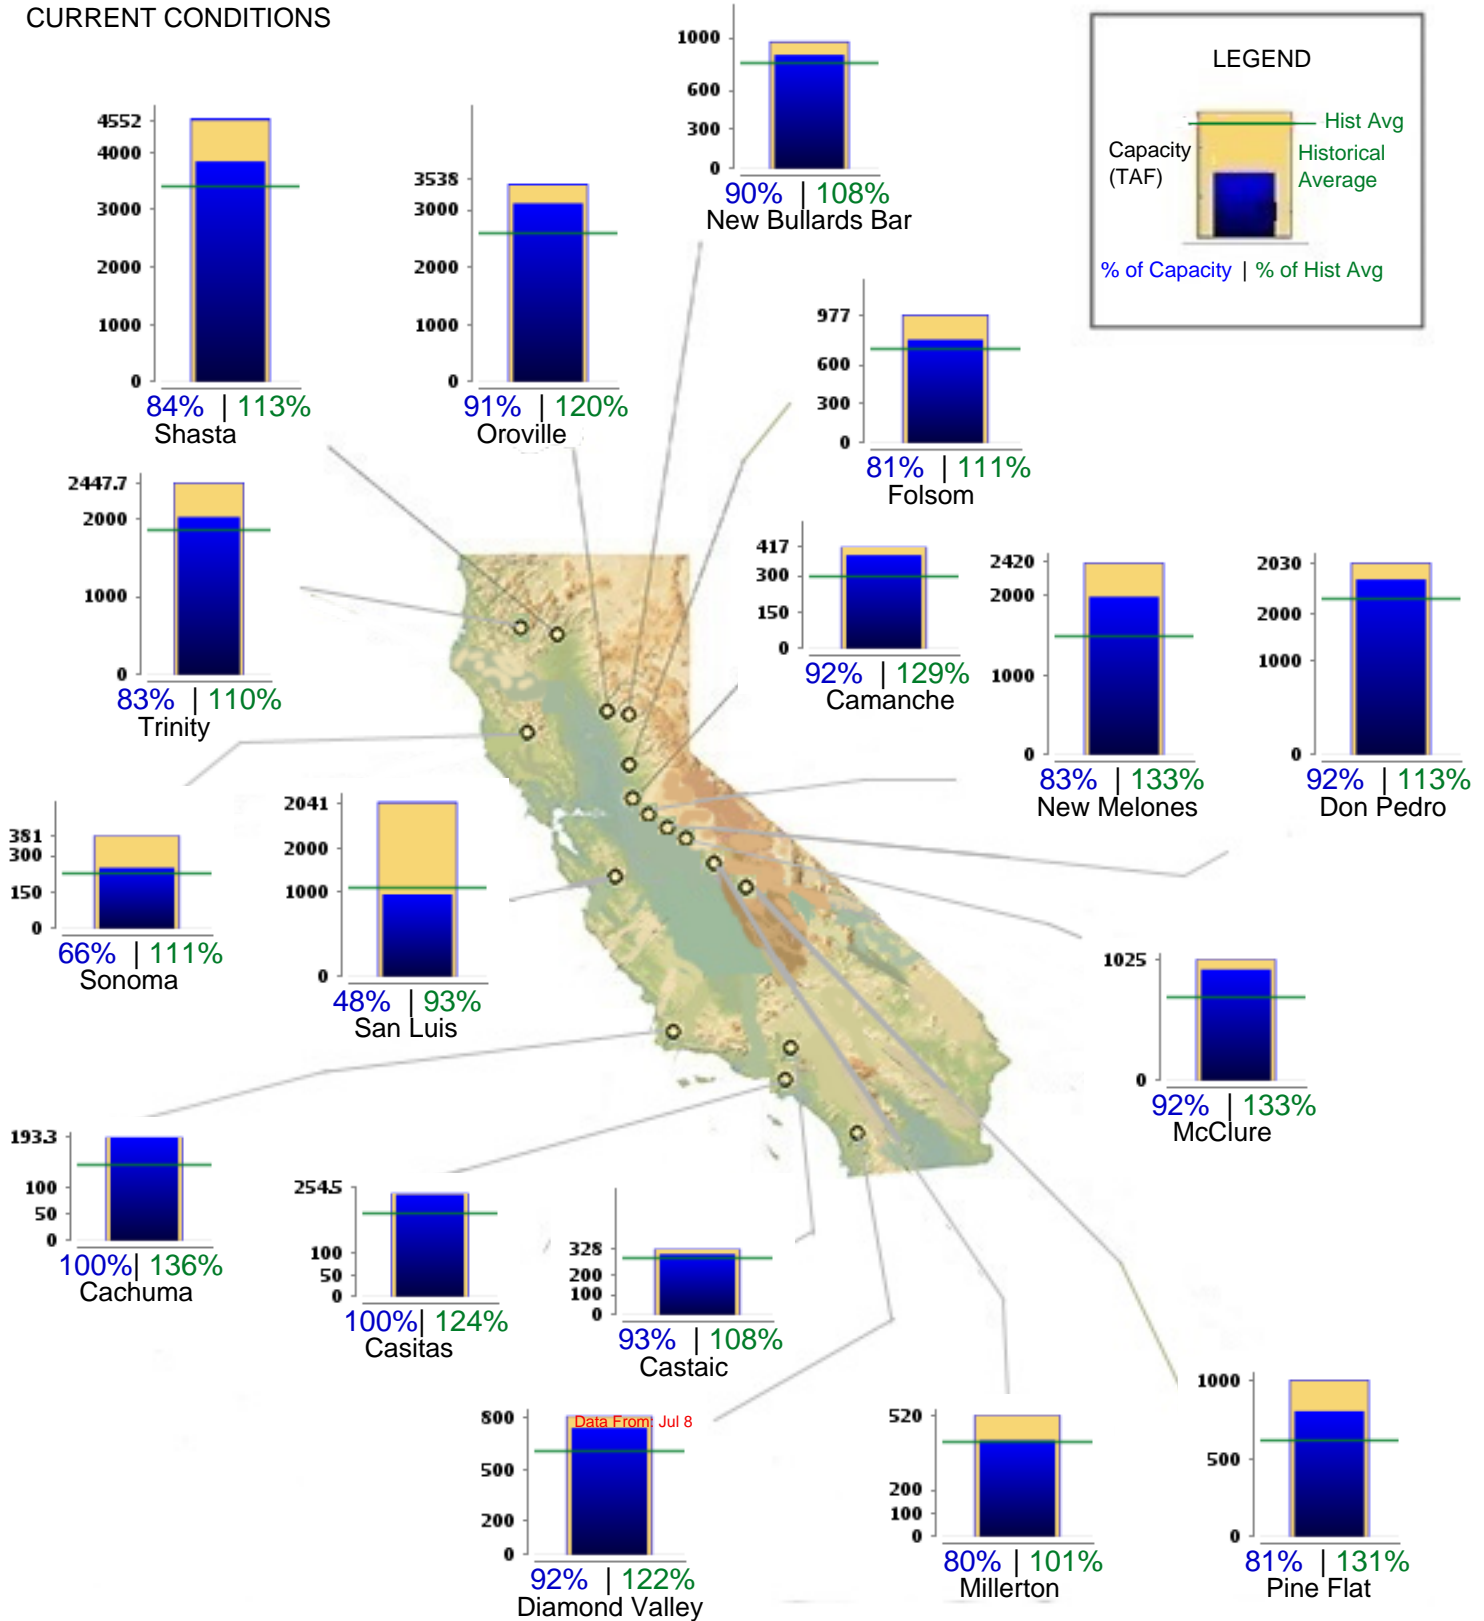 CURRENT CONDITIONS
LEGEND
Hist Avg
Capacity
(TAF)
Historical
Average
% of Capacity | % of Hist Avg
1000
600
300
0
90% | 108%
New Bullards Bar
4552
4000
3000
2000
1000
0
84% | 113%
Shasta
3538
3000
2000
1000
0
91% | 120%
Oroville
977
600
300
0
81% | 111%
Folsom
2447.7
2000
1000
0
83% | 110%
Trinity
417
300
150
0
92% | 129%
Camanche
2420
2000
1000
0
83% | 133%
New Melones
2030
2000
1000
0
92% | 113%
Don Pedro
381
300
150
0
66% | 111%
Sonoma
2041
2000
1000
0
48% | 93%
San Luis
1025
0
92% | 133%
McClure
193.3
100
50
0
100% | 136%
Cachuma
254.5
100
50
0
100% | 124%
Casitas
328
200
100
0
93% | 108%
Castaic
800
500
200
0
Data From: Jul 8
92% | 122%
Diamond Valley
520
200
100
0
80% | 101%
Millerton
1000
500
0
81% | 131%
Pine Flat